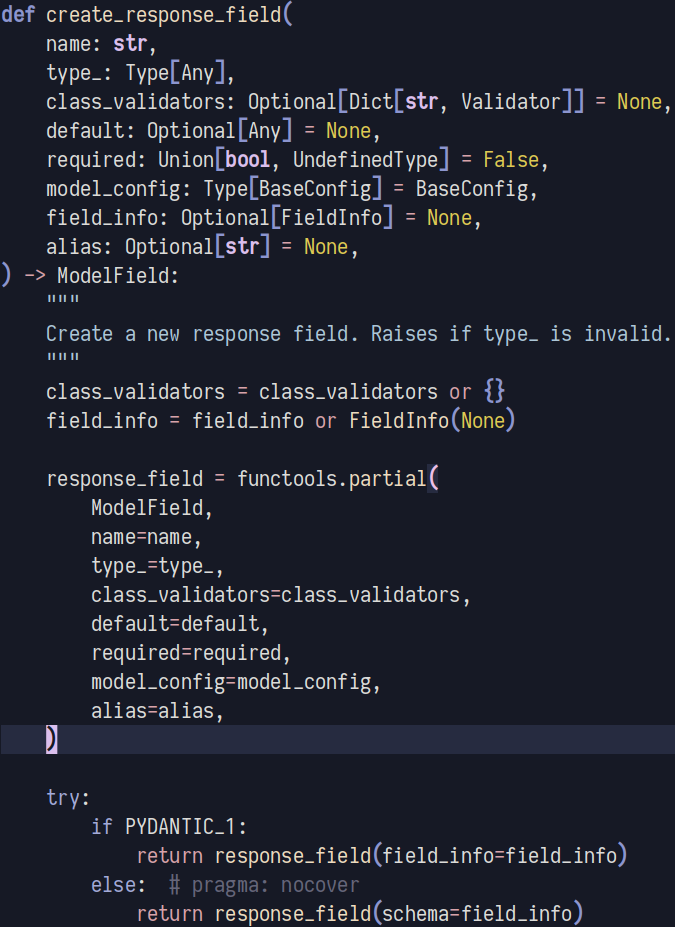 def create_response_field(
    name: str,
    type_: Type[Any],
    class_validators: Optional[Dict[str, Validator]] = None,
    default: Optional[Any] = None,
    required: Union[bool, UndefinedType] = False,
    model_config: Type[BaseConfig] = BaseConfig,
    field_info: Optional[FieldInfo] = None,
    alias: Optional[str] = None,
) -> ModelField:
    """
    Create a new response field. Raises if type_ is invalid.
    """
    class_validators = class_validators or {}
    field_info = field_info or FieldInfo(None)

    response_field = functools.partial(
        ModelField,
        name=name,
        type_=type_,
        class_validators=class_validators,
        default=default,
        required=required,
        model_config=model_config,
        alias=alias,
    )

    try:
        if PYDANTIC_1:
            return response_field(field_info=field_info)
        else:  # pragma: nocover
            return response_field(schema=field_info)